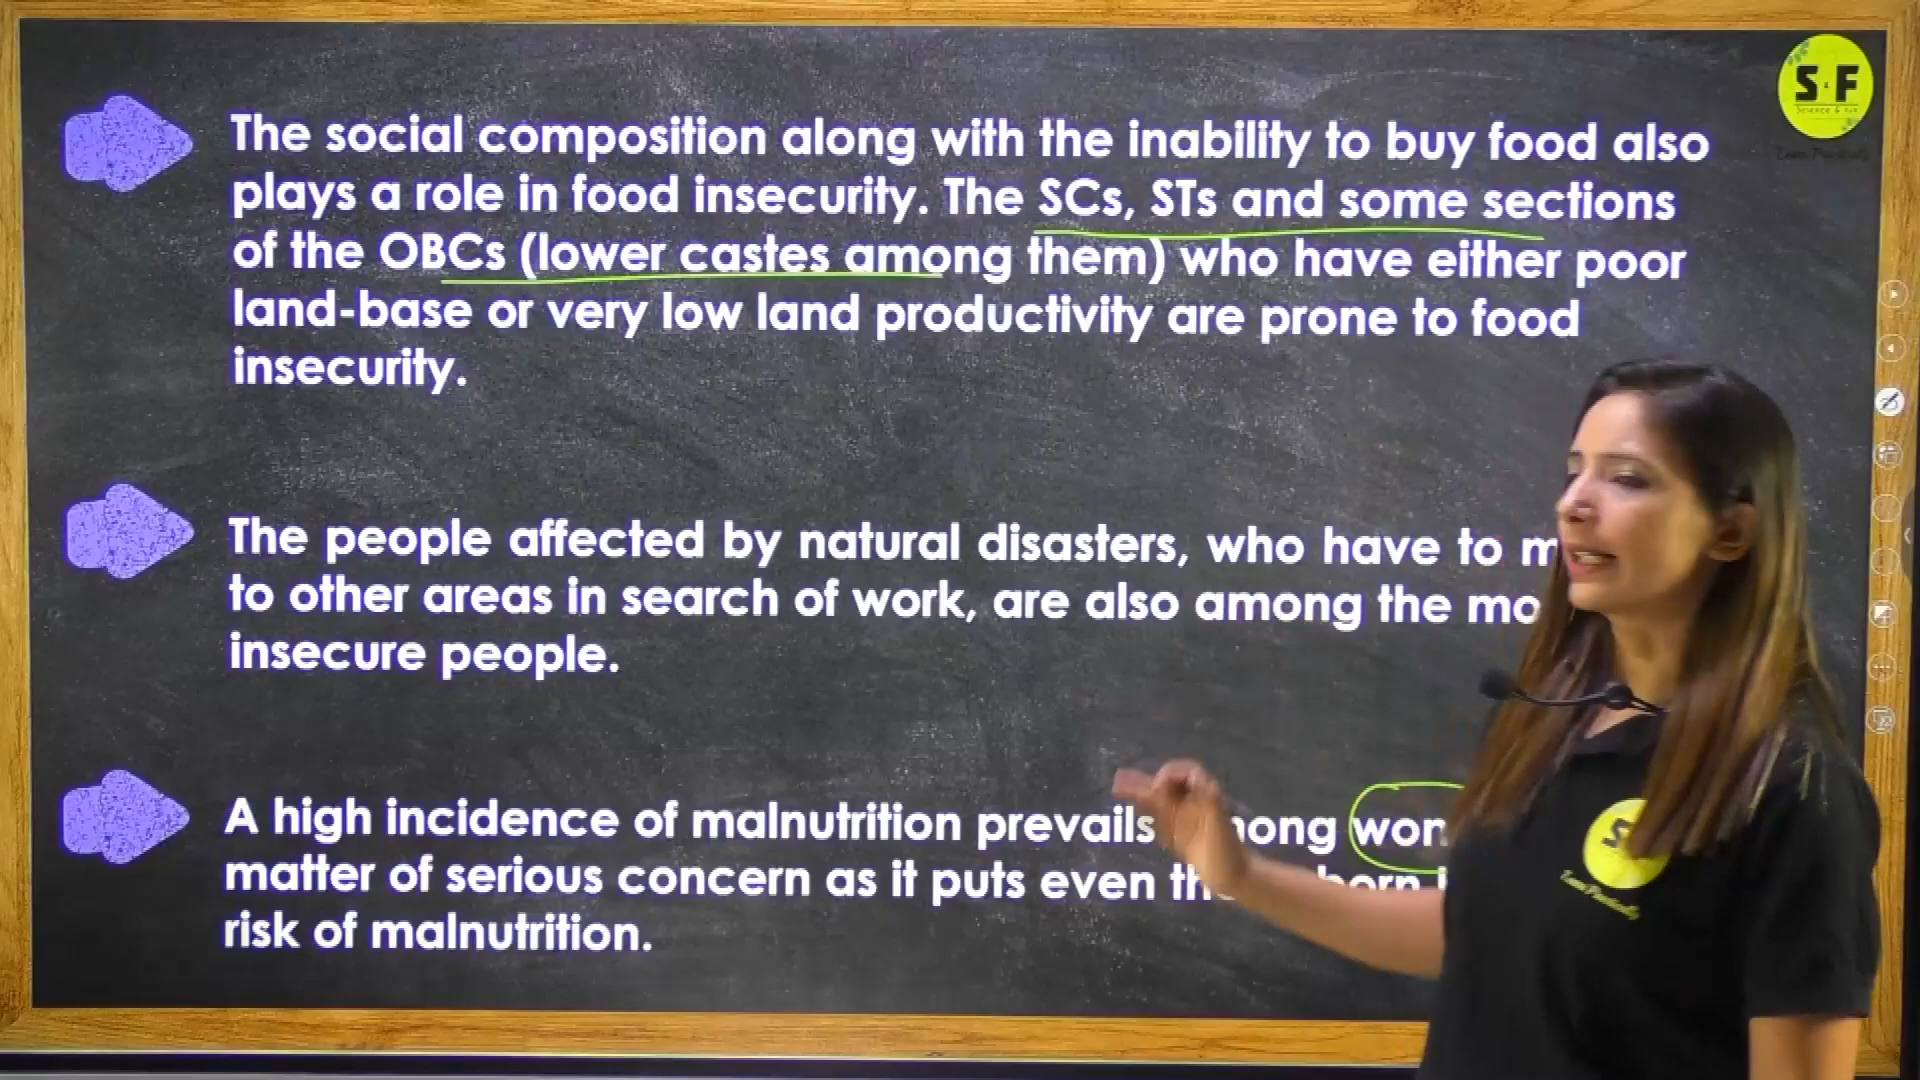 The social composition along with the inability to buy food also
plays a role in food insecurity. The SCs, STs and some sections
of the OBCs (lower castes among them) who have either poor
land-base or very low land productivity are prone to food
insecurity.
The people affected by natural disasters, who have to
to other areas in search of work, are also among the
insecure people.
A high incidence of malnutrition prevails
matter of serious concern as it puts even
risk of malnutrition.
S F